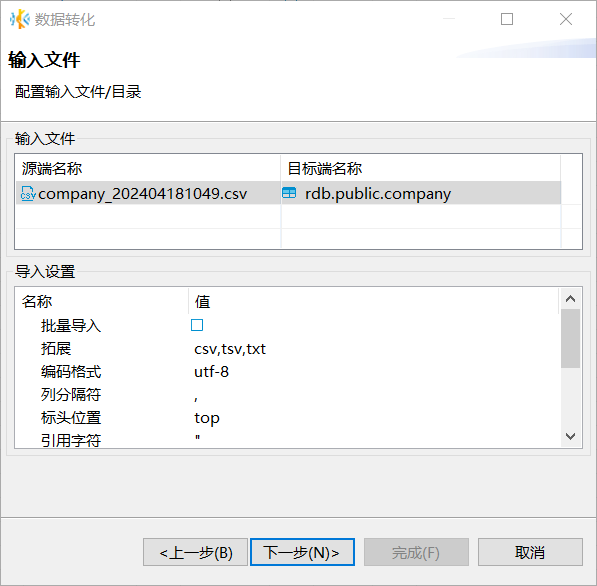 数据转化
输入文件
配置输入文件/目录
输入文件
源端名称 目标端名称
csv company_202404181049.csv rdb.public.company
导入设置
名称 值
批量导入
拓展 csv,tsv,txt
编码格式 utf-8
列分隔符 ,
标头位置 top
引用字符 "
<上一步(B) 下一步(N)> 完成(F) 取消